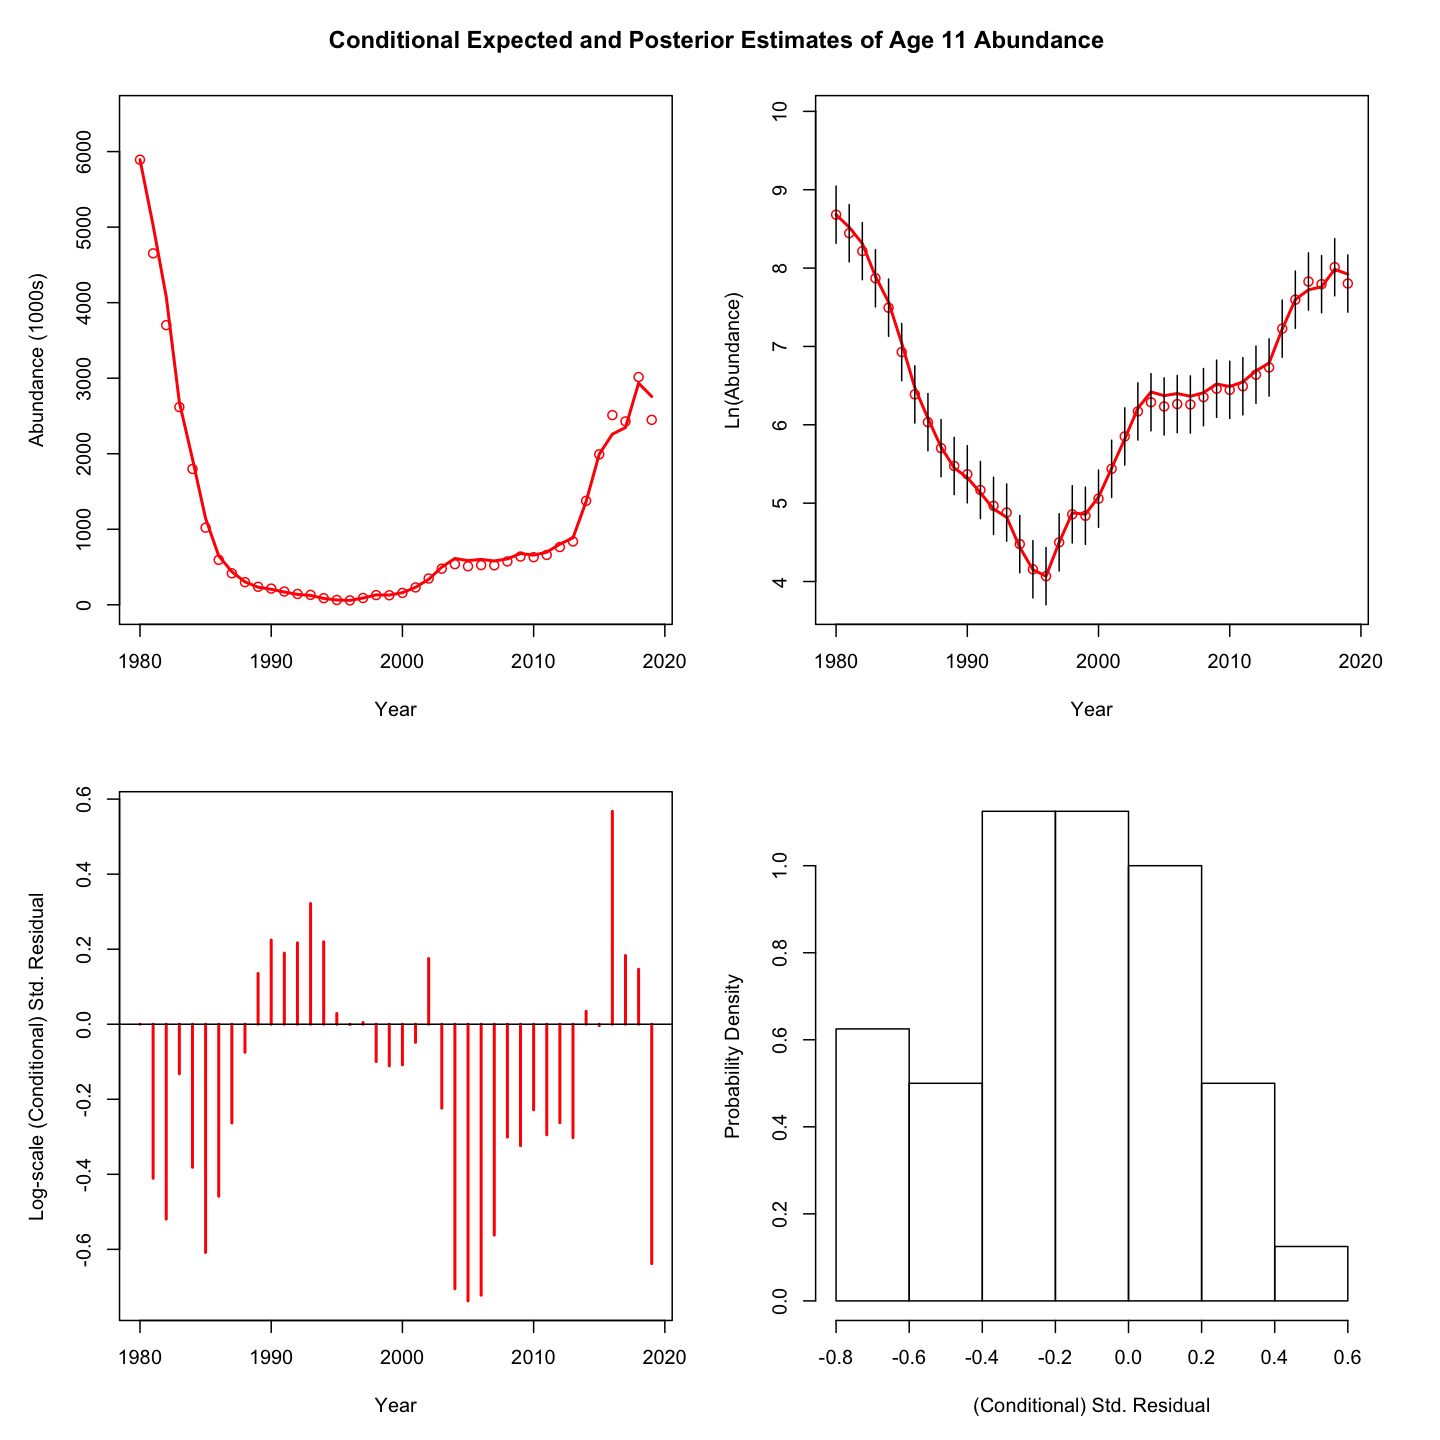 Conditional Expected and Posterior Estimates of Age 11 Abundance
Abundance (1000s)
6000
5000
4000
3000
2000
1000
0
1980 1990 2000 2010 2020
Year
Ln(Abundance)
10
9
8
7
6
5
4
1980 1990 2000 2010 2020
Year
Log-scale (Conditional) Std. Residual
0.6
0.4
0.2
0.0
-0.2
-0.4
-0.6
1980 1990 2000 2010 2020
Year
Probability Density
1.0
0.8
0.6
0.4
0.2
0.0
-0.8 -0.6 -0.4 -0.2 0.0 0.2 0.4 0.6
(Conditional) Std. Residual